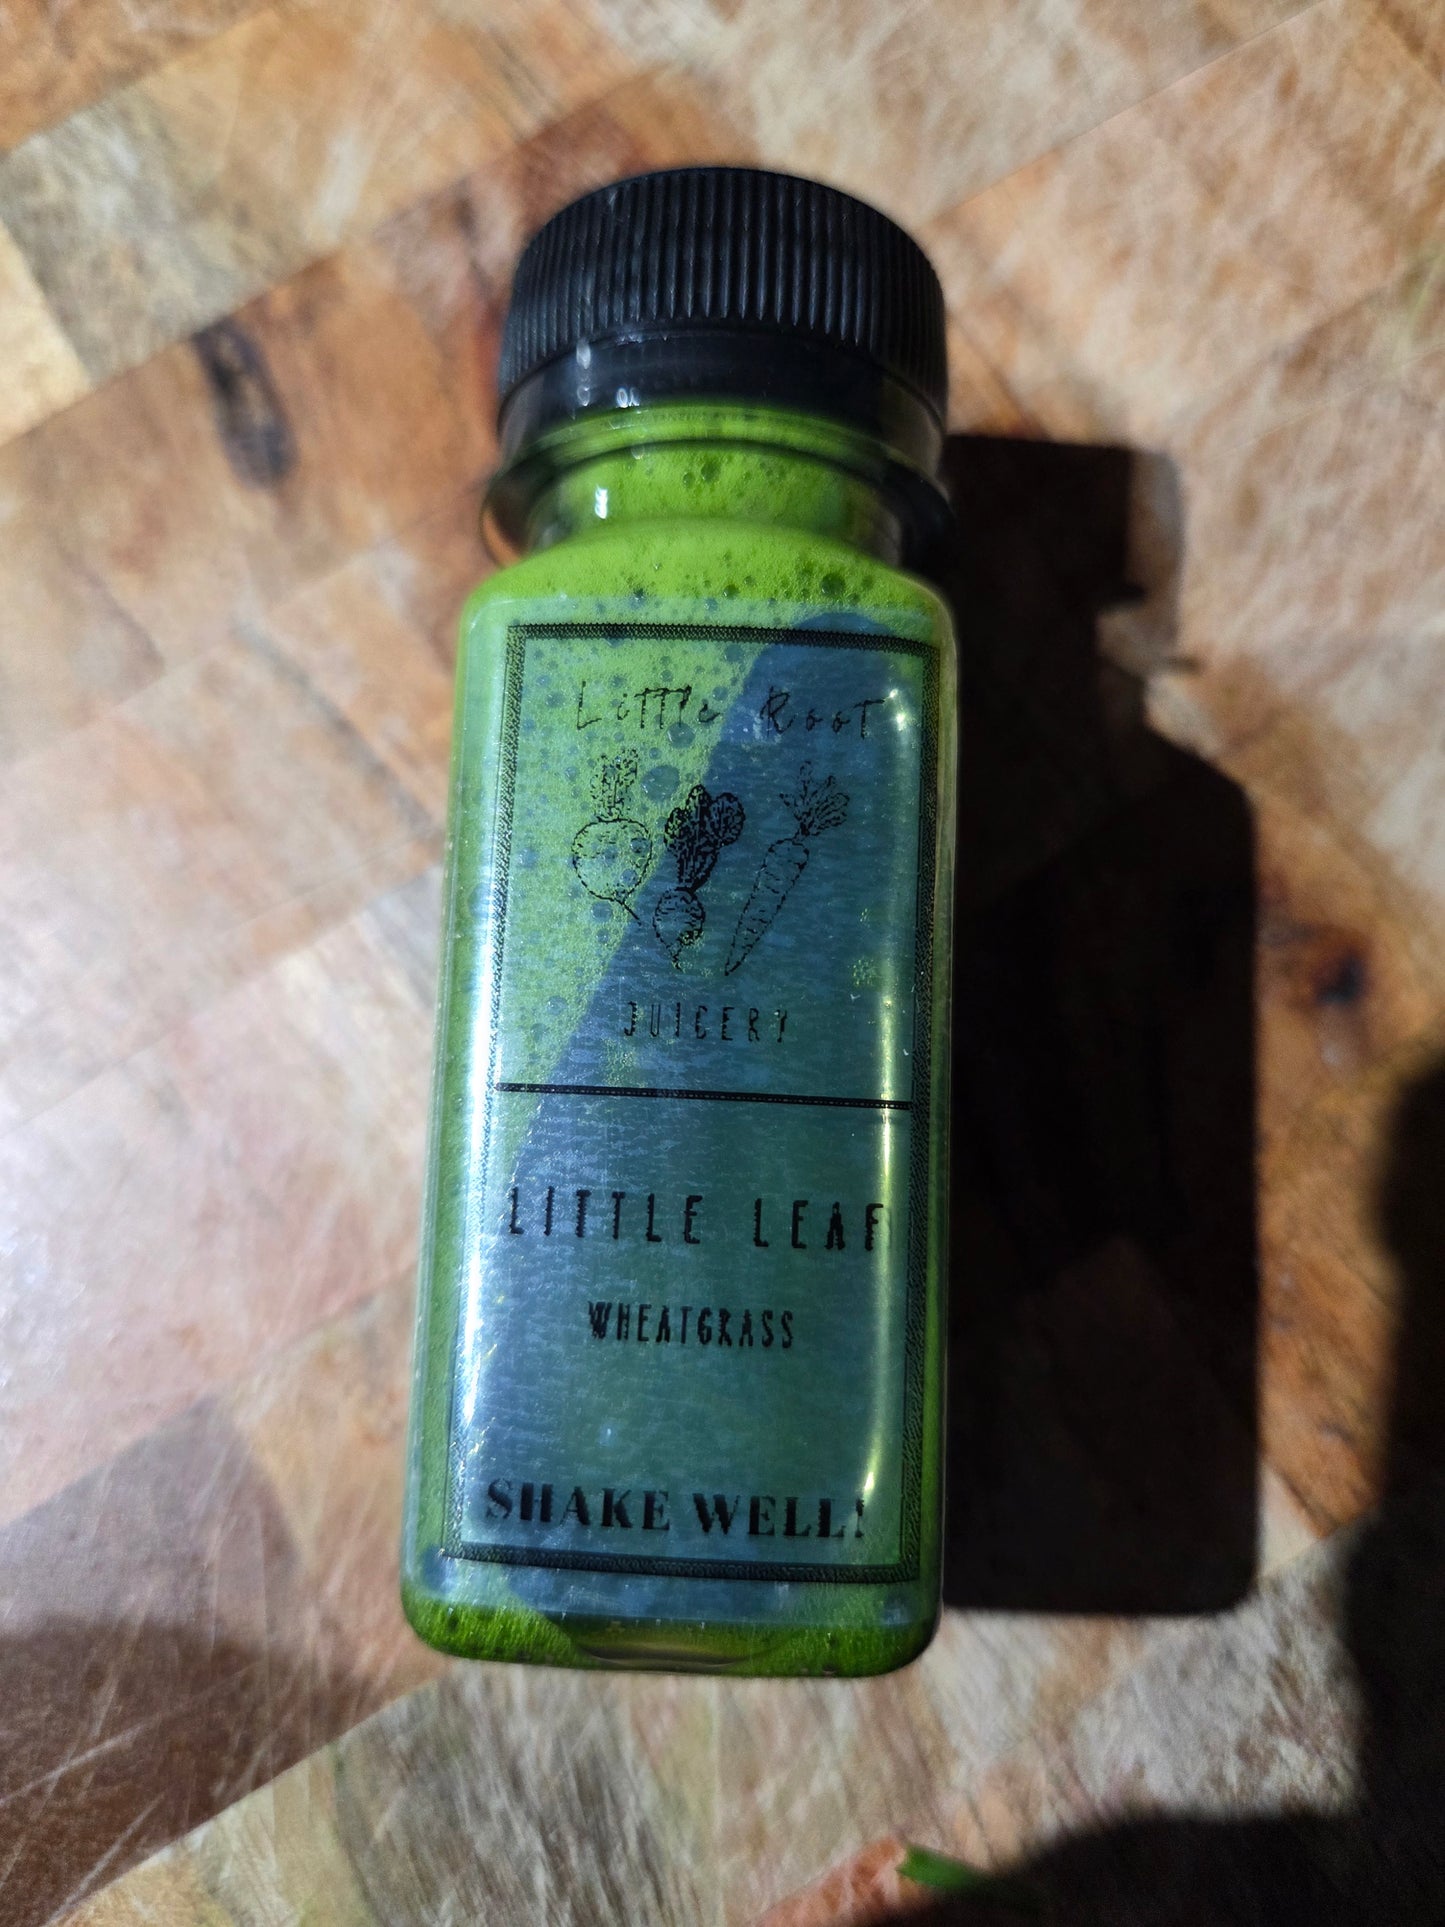 Little Root
JUICERY
LITTLE LEAF
WHEATGRASS
SHAKE WELL!